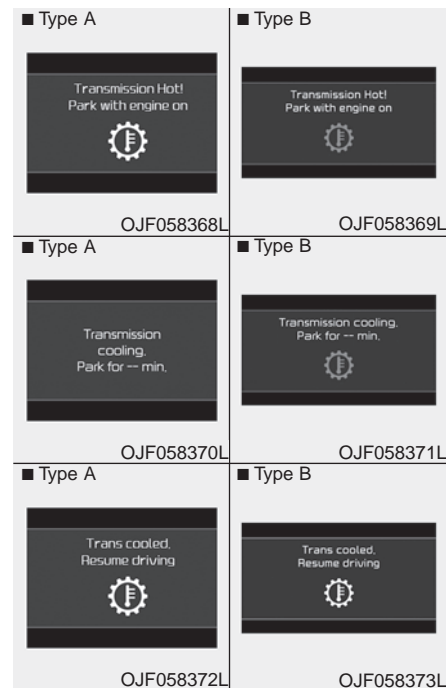 ■ Type A
Transmission Hot!
Park with engine on
OJF058368L
■ Type B
Transmission Hot!
Park with engine on
OJF058369L
■ Type A
Transmission
cooling.
Park for -- min.
OJF058370L
■ Type B
Transmission cooling.
Park for -- min.
OJF058371L
■ Type A
Trans cooled.
Resume driving
OJF058372L
■ Type B
Trans cooled.
Resume driving
OJF058373L